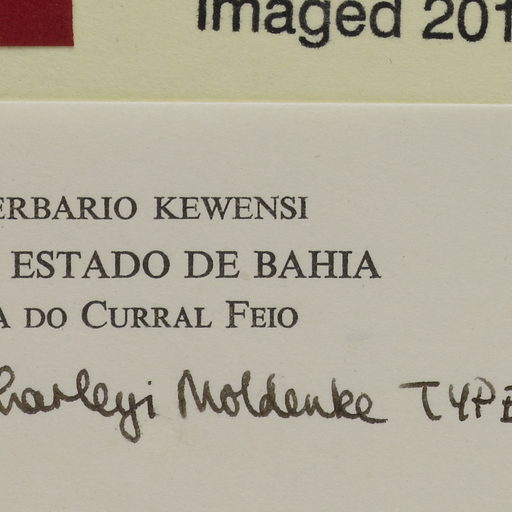 Imaged 201
ERBARIO KEWENSI
ESTADO DE BAHIA
A DO CURRAL FEIO
harleyi Moldenke TYPE